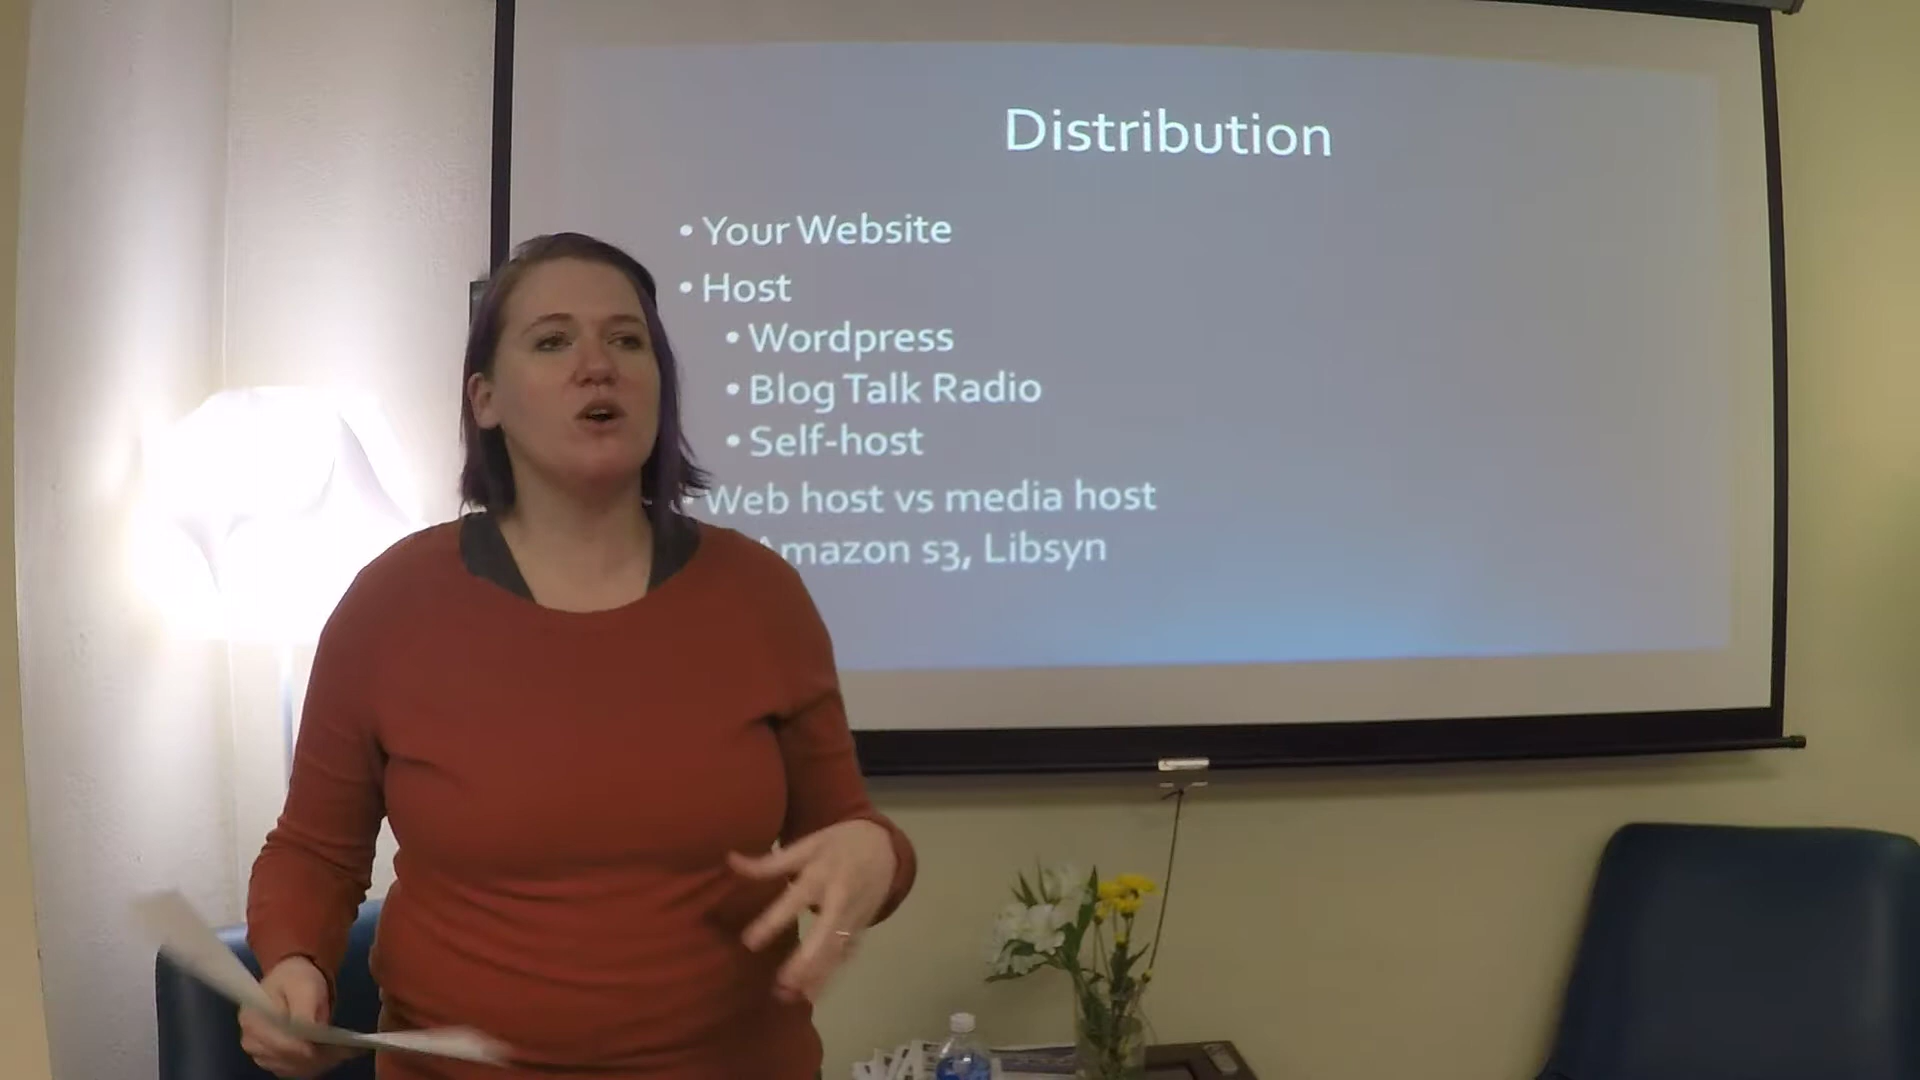 Distribution
• Your Website
• Host
• Wordpress
• Blog Talk Radio
• Self-host
• Web host vs media host
Amazon s3, Libsyn